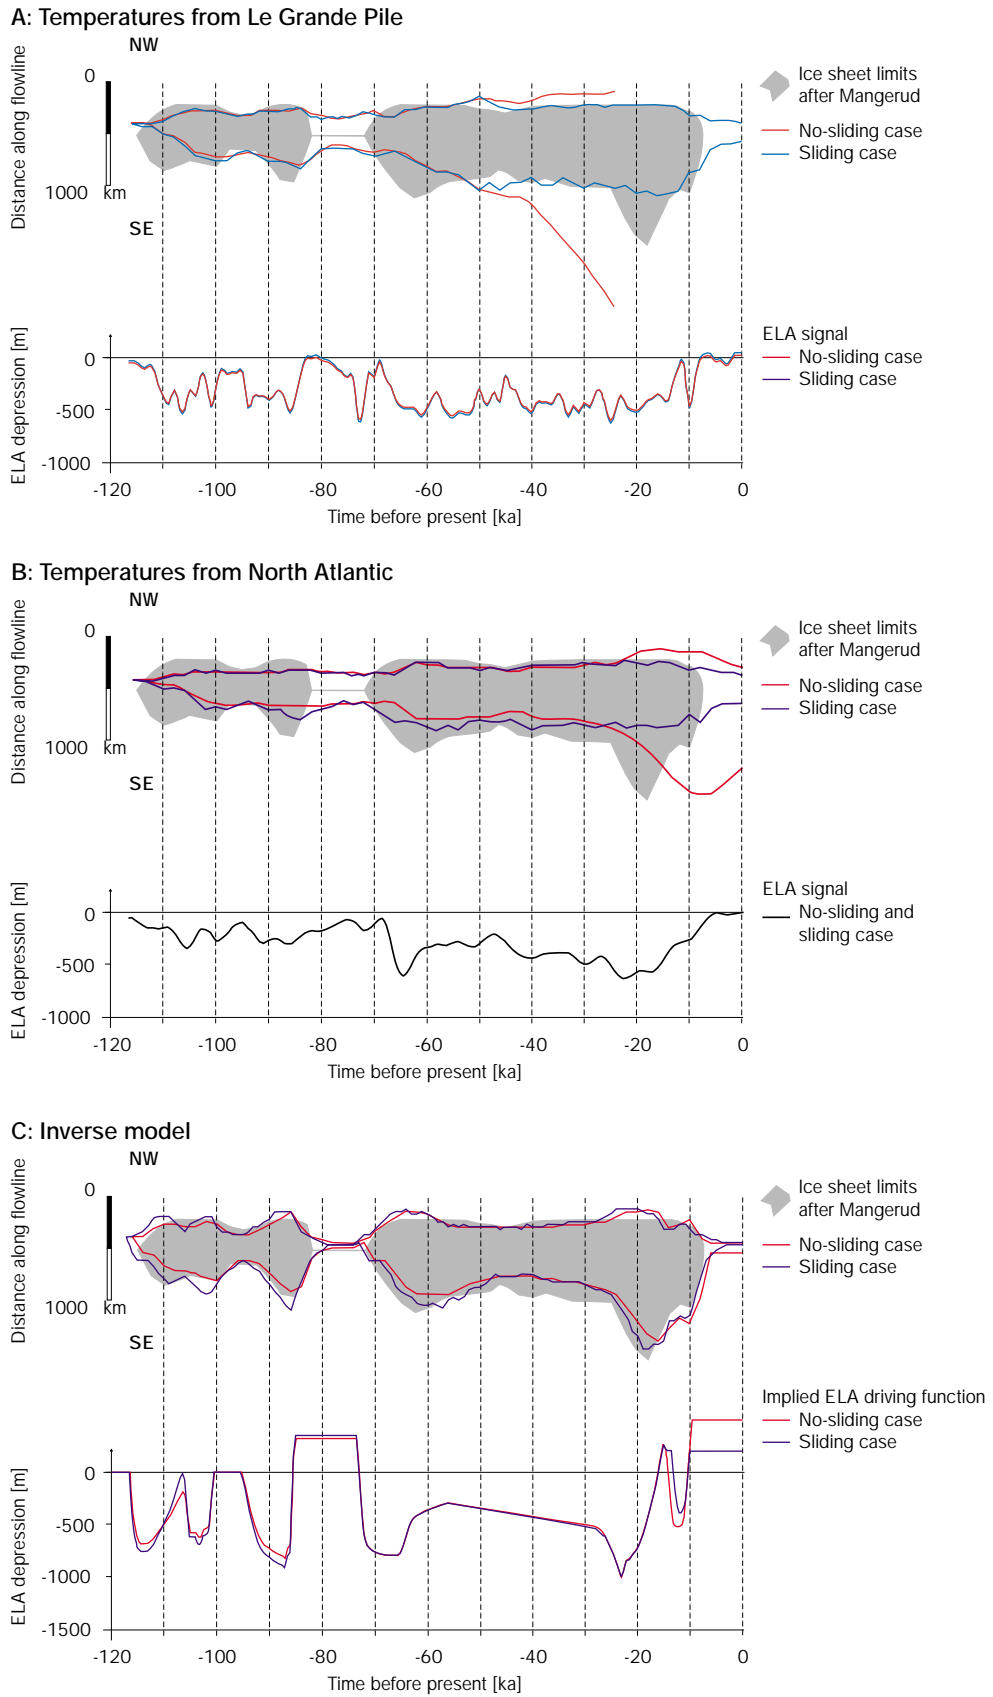 A: Temperatures from Le Grande Pile
NW
Distance along flowline
0
1000
km
SE
Ice sheet limits
after Mangerud
No-sliding case
Sliding case
ELA depression [m]
0
-500
-1000
ELA signal
No-sliding case
Sliding case
-120
-100
-80
-60
-40
-20
0
Time before present [ka]
B: Temperatures from North Atlantic
NW
Distance along flowline
0
1000
km
SE
Ice sheet limits
after Mangerud
No-sliding case
Sliding case
ELA depression [m]
0
-500
-1000
ELA signal
No-sliding and
sliding case
-120
-100
-80
-60
-40
-20
0
Time before present [ka]
C: Inverse model
NW
Distance along flowline
0
1000
km
SE
Ice sheet limits
after Mangerud
No-sliding case
Sliding case
Implied ELA driving function
No-sliding case
Sliding case
ELA depression [m]
0
-500
-1000
-1500
-120
-100
-80
-60
-40
-20
0
Time before present [ka]